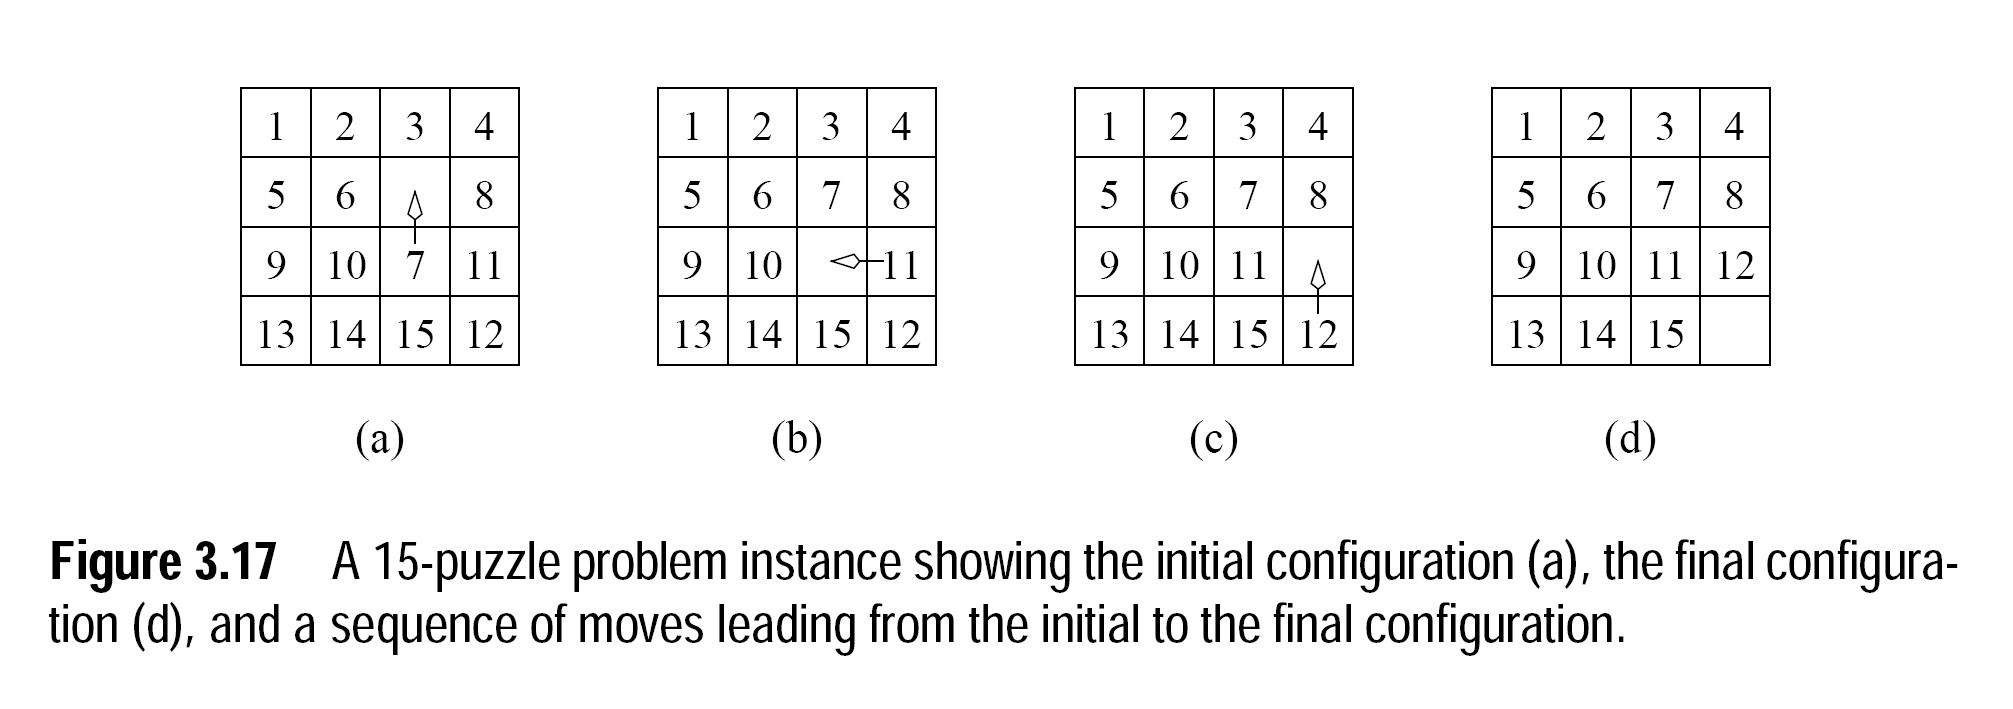 1 2 3 4 1 2 3 4 1 2 3 4 1 2 3 4
5 6 8 5 6 7 8 5 6 7 8 5 6 7 8
9 10 7 11 9 10 11 9 10 11 9 10 11 12
13 14 15 12 13 14 15 12 13 14 15 12 13 14 15
(a) (b) (c) (d)
Figure 3.17 A 15-puzzle problem instance showing the initial configuration (a), the final configura-
tion (d), and a sequence of moves leading from the initial to the final configuration.